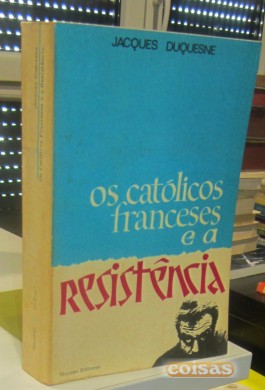 JACQUES DUQUESNE
os católicos
franceses
e a
Resistência
coisas